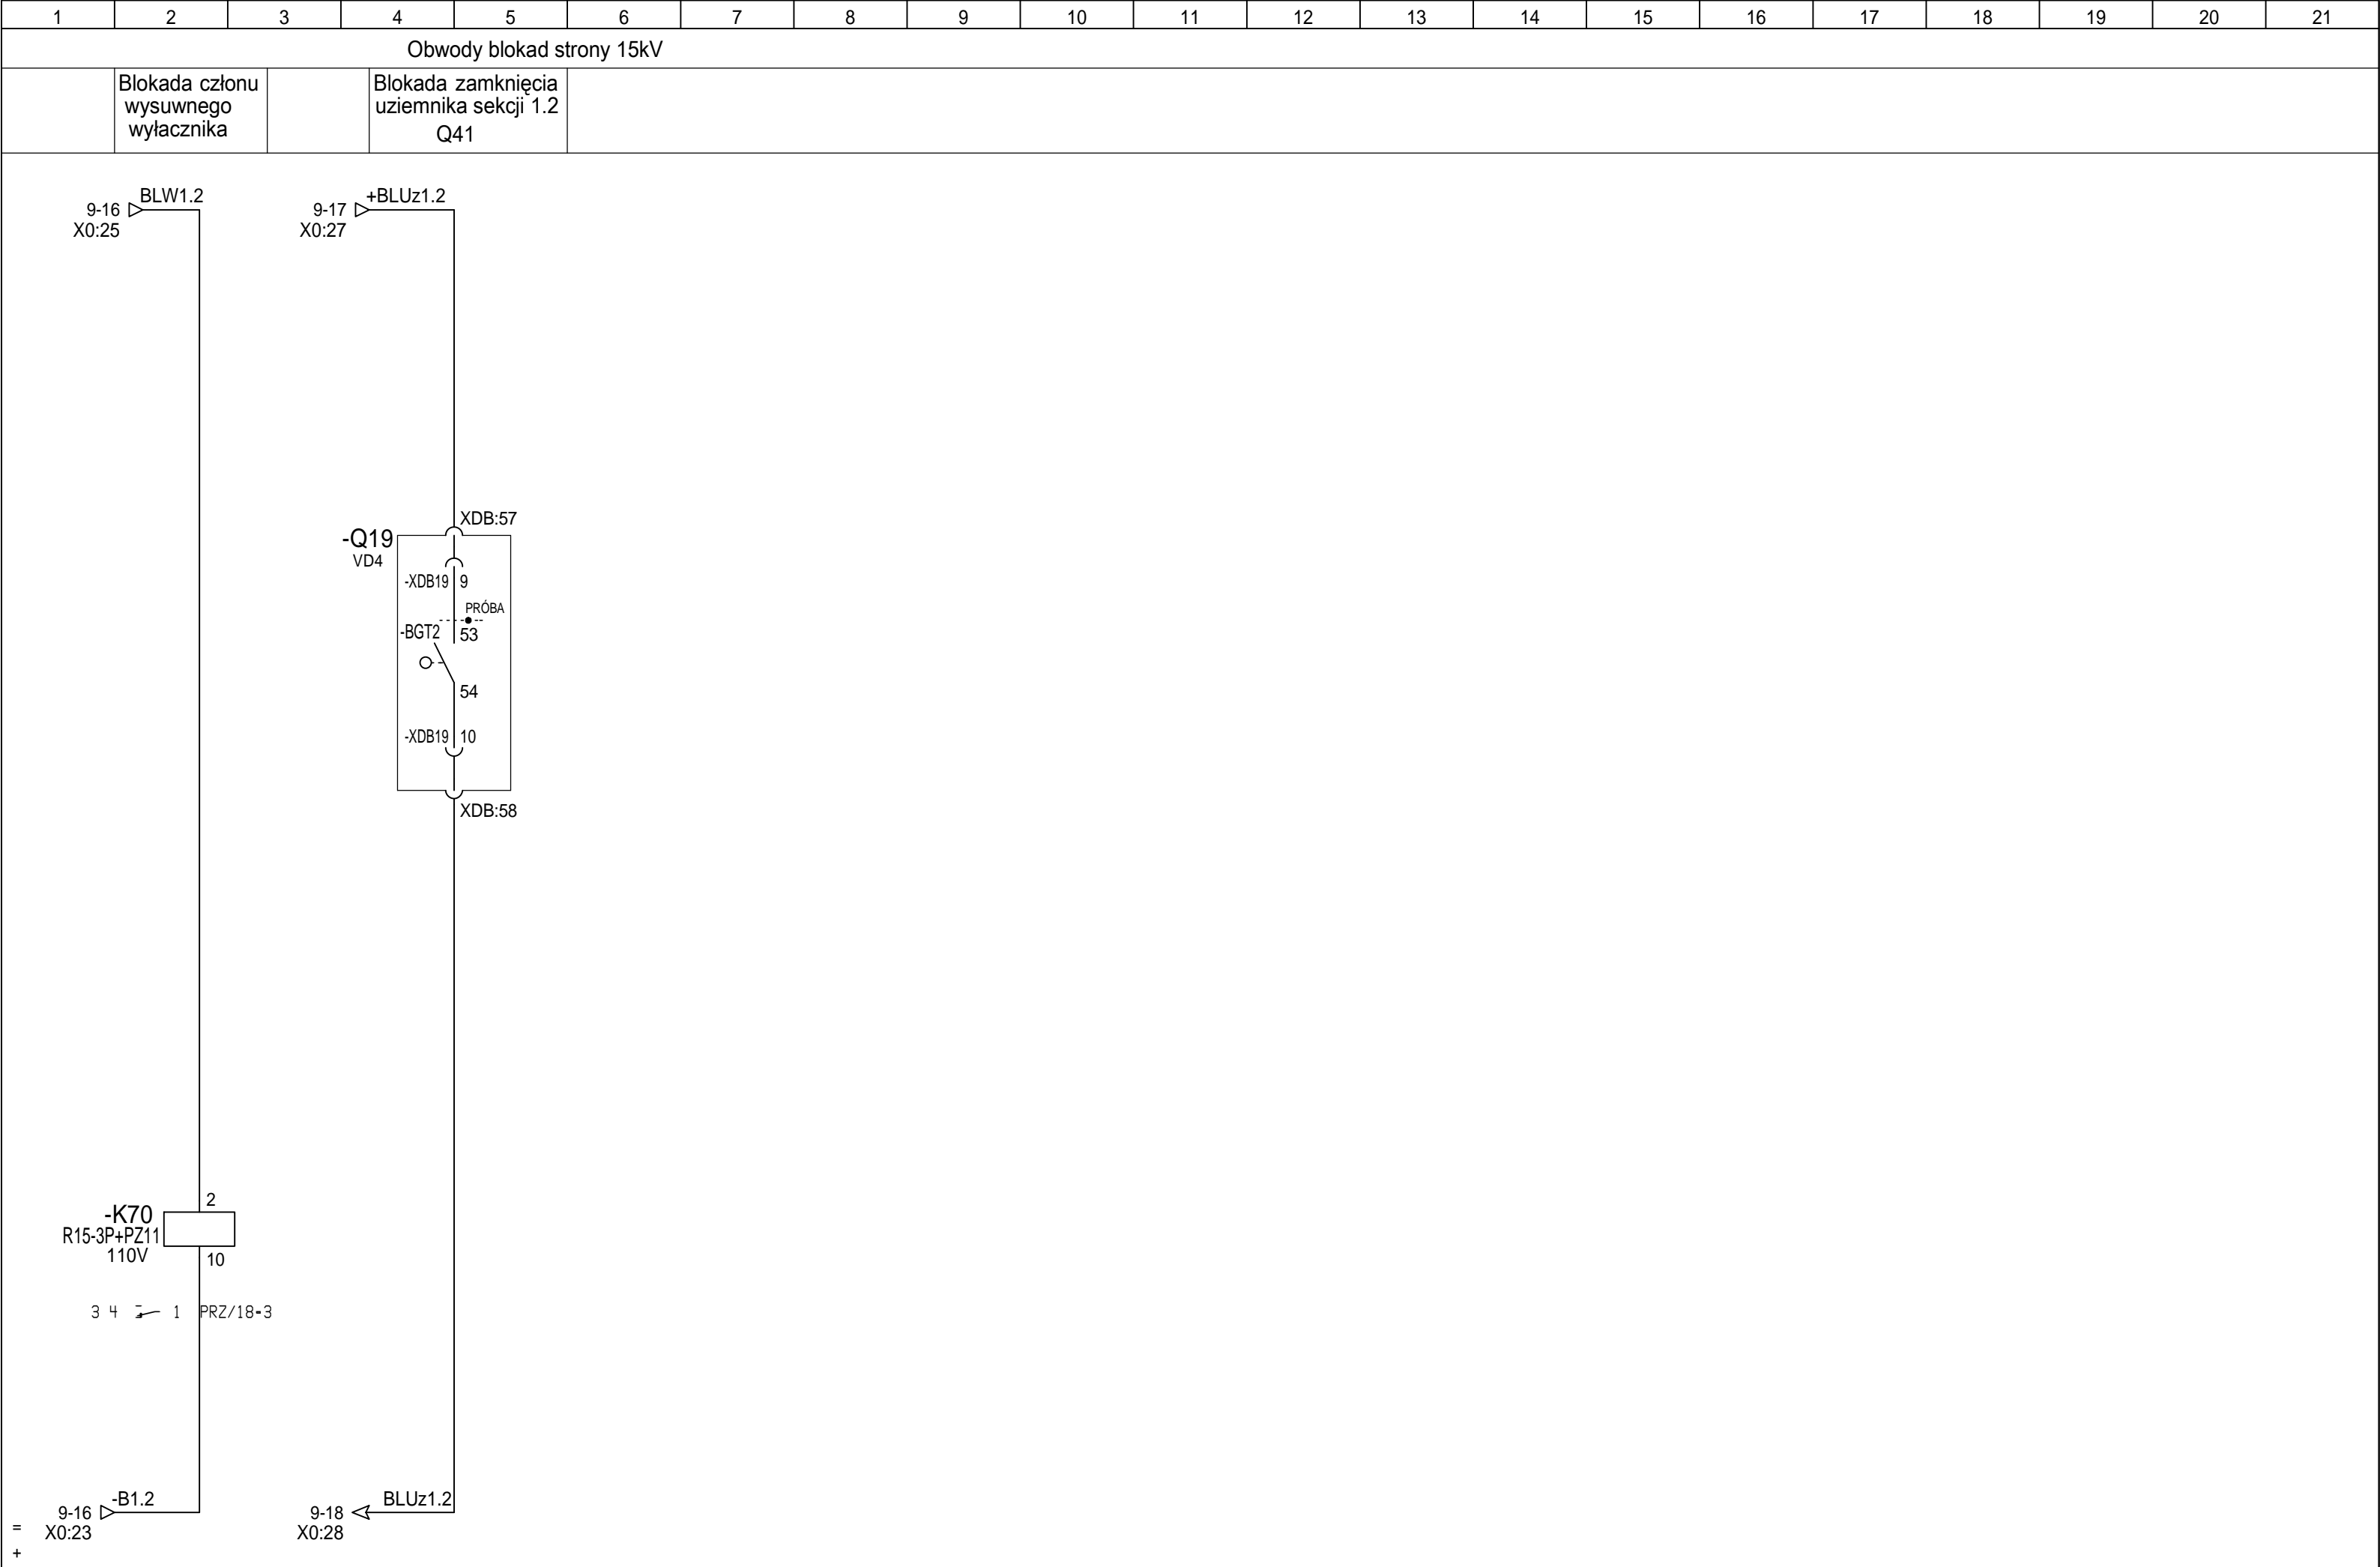 1 2 3 4 5 6 7 8 9 10 11 12 13 14 15 16 17 18 19 20 21
Obwody blokad strony 15kV
Blokada członu
wysuwnego
wyłacznika
Blokada zamknięcia
uziemnika sekcji 1.2
Q41
BLW1.2
9-16
X0:25
+BLUz1.2
9-17
X0:27
XDB:57
-Q19
VD4
-XDB19 9
PRÓBA
-BGT2 53
54
-XDB19 10
XDB:58
2
-K70
R15-3P+PZ11
110V
10
3 4 1 PRZ/18-3
-B1.2
9-16
X0:23
BLUz1.2
9-18
X0:28
=
+